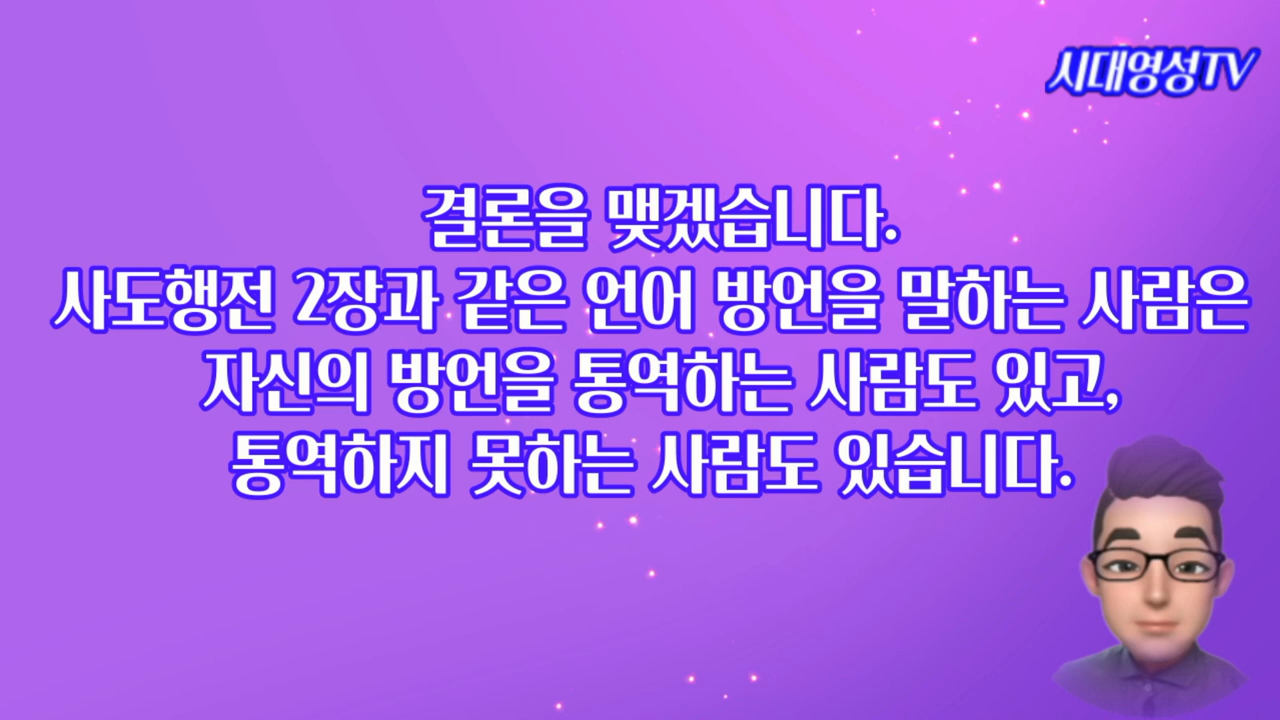 시대영성TV
결론을 맺겠습니다.
사도행전 2장과 같은 언어 방언을 말하는 사람은
자신의 방언을 통역하는 사람도 있고,
통역하지 못하는 사람도 있습니다.